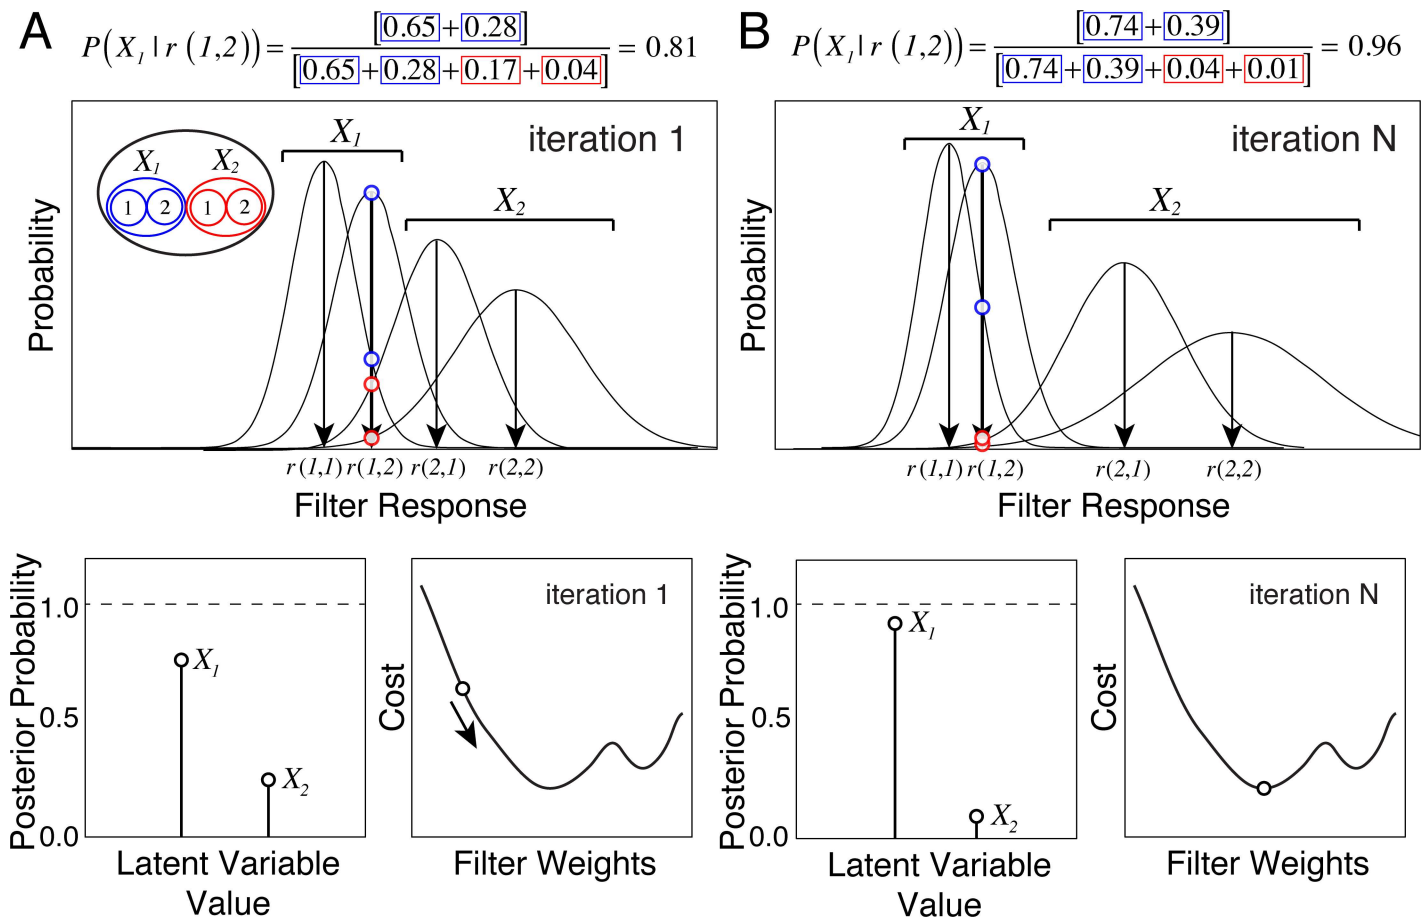 A
P(X₁ | r (1,2)) = [0.65+0.28] / [0.65+0.28+0.17+0.04] = 0.81
iteration 1
X₁
X₂
X₁ X₂
1 2 1 2
Probability
r(1,1) r(1,2) r(2,1) r(2,2)
Filter Response
Posterior Probability
1.0
0.5
0.0
X₁
X₂
Latent Variable
Value
iteration 1
Cost
Filter Weights
B
P(X₁ | r (1,2)) = [0.74+0.39] / [0.74+0.39+0.04+0.01] = 0.96
iteration N
X₁
X₂
Probability
r(1,1) r(1,2) r(2,1) r(2,2)
Filter Response
Posterior Probability
1.0
0.5
0.0
X₁
X₂
Latent Variable
Value
iteration N
Cost
Filter Weights